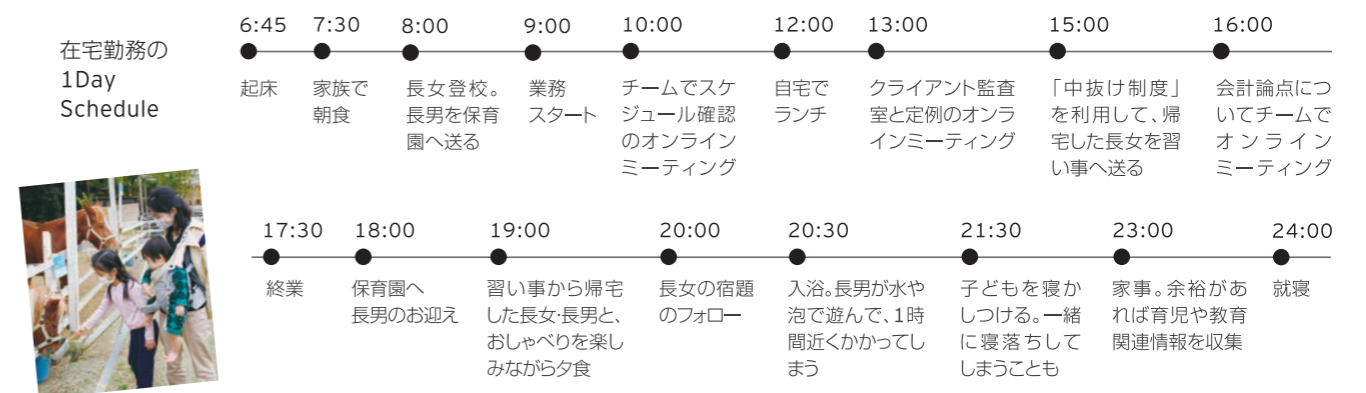 在宅勤務の
1Day
Schedule
6:45
起床
7:30
家族で
朝食
8:00
長女登校。
長男を保育
園へ送る
9:00
業務
スタート
10:00
チームでスケ
ジュール確認
のオンライン
ミーティング
12:00
自宅で
ランチ
13:00
クライアント監査
室と定例のオンラ
インミーティング
15:00
「中抜け制度」
を利用して、帰
宅した長女を習
い事へ送る
16:00
会計論点につ
いてチームで
オンライン
ミーティング
17:30
終業
18:00
保育園へ
長男のお迎え
19:00
習い事から帰宅
した長女・長男と、
おしゃべりを楽し
みながら夕食
20:00
長女の宿題
のフォロー
20:30
入浴。長男が水や
泡で遊んで、1時
間近くかかってし
まう
21:30
子どもを寝か
しつける。一緒
に寝落ちして
しまうことも
23:00
家事。余裕があ
れば育児や教育
関連情報を収集
24:00
就寝